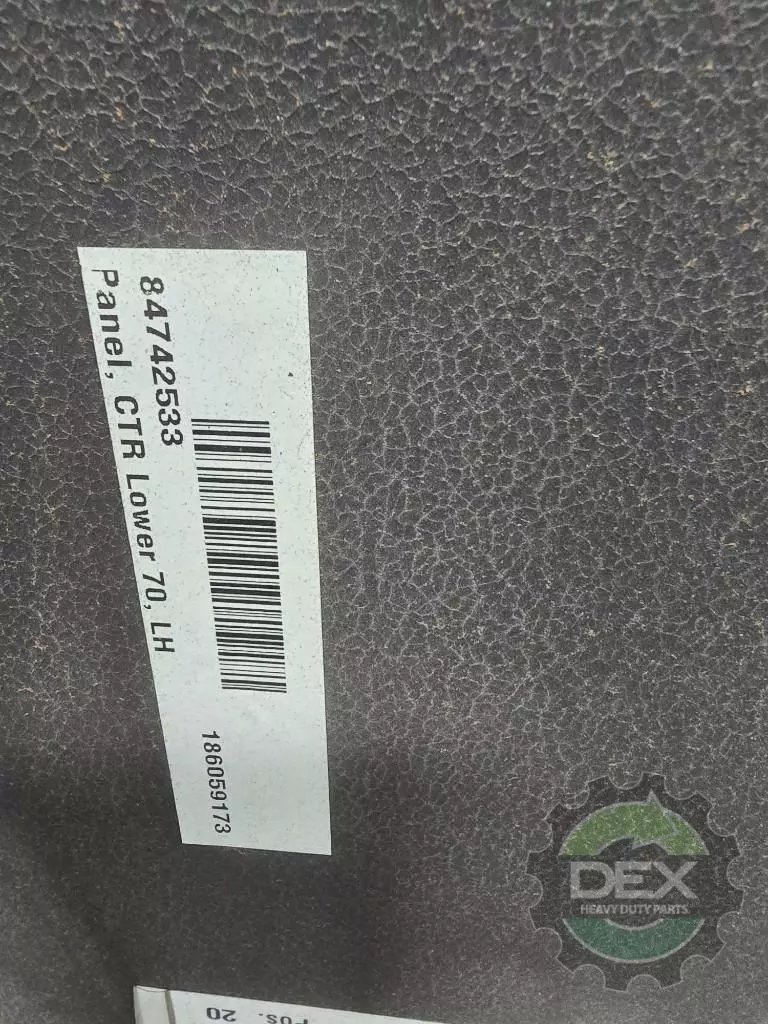 84742533
Panel, CTR Lower 70, LH
186059173
DEX
HEAVY DUTY PARTS
Pos. 20